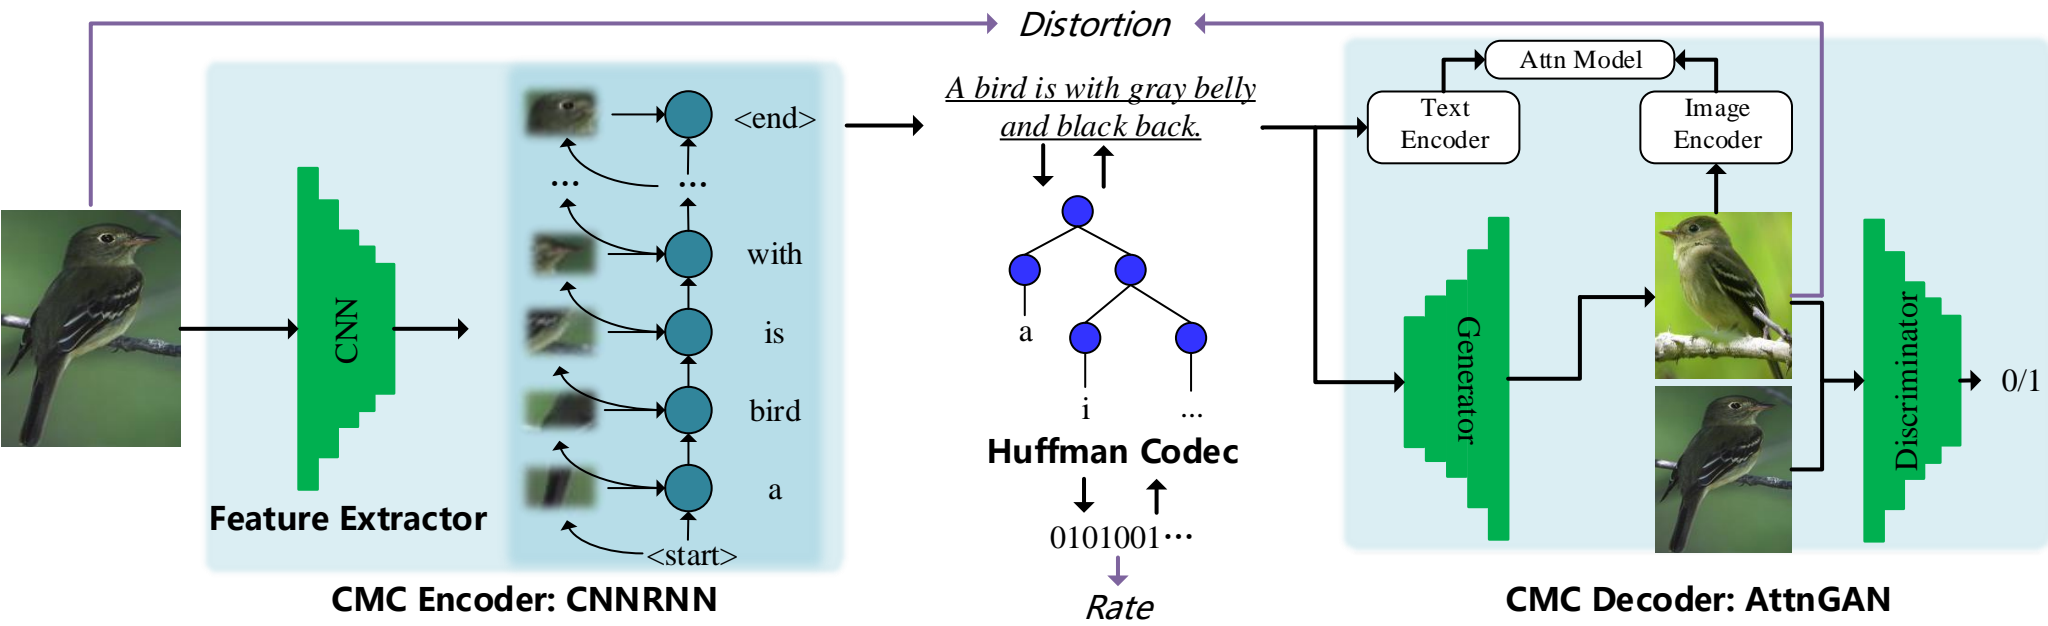 Distortion
A bird is with gray belly
and black back.
<end>
...
...
with
is
bird
a
<start>
CNN
Feature Extractor
CMC Encoder: CNNRNN
a
i
...
Huffman Codec
0101001...
Rate
Attn Model
Text
Encoder
Image
Encoder
Generator
Discriminator
0/1
CMC Decoder: AttnGAN